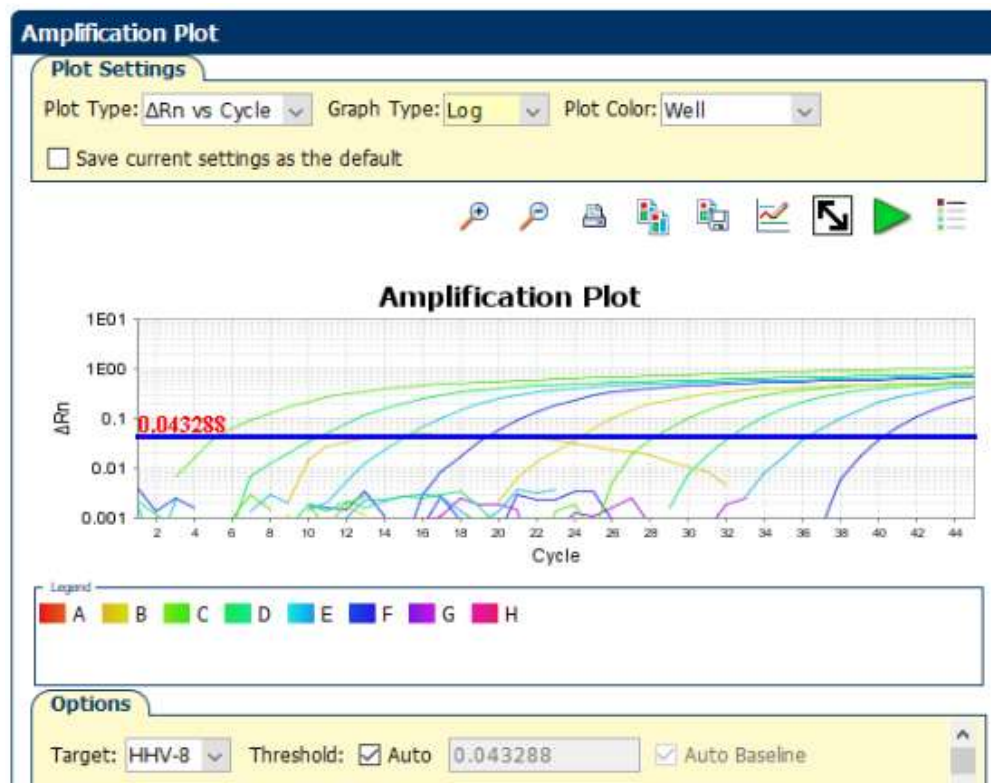 Amplification Plot
Plot Settings
Plot Type: ΔRn vs Cycle Graph Type: Log Plot Color: Well
Save current settings as the default
Amplification Plot
1E01
1E00
0.1
0.043288
0.01
0.001
ΔRn
2 4 6 8 10 12 14 16 18 20 22 24 26 28 30 32 34 36 38 40 42 44
Cycle
Legend
A B C D E F G H
Options
Target: HHV-8 Threshold: Auto 0.043288 Auto Baseline